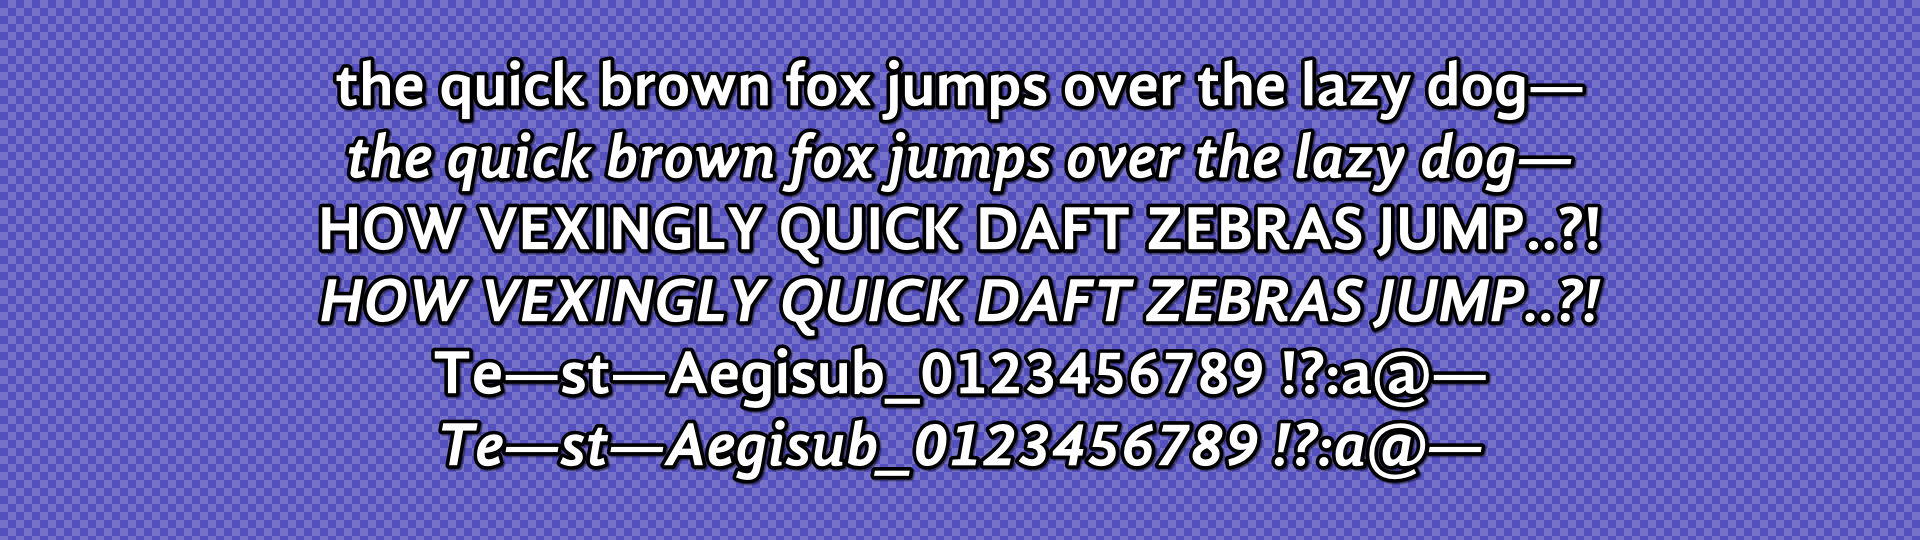 the quick brown fox jumps over the lazy dog—
the quick brown fox jumps over the lazy dog—
HOW VEXINGLY QUICK DAFT ZEBRAS JUMP..?!
HOW VEXINGLY QUICK DAFT ZEBRAS JUMP..?!
Te—st—Aegisub_0123456789 !?:a@—
Te—st—Aegisub_0123456789 !?:a@—